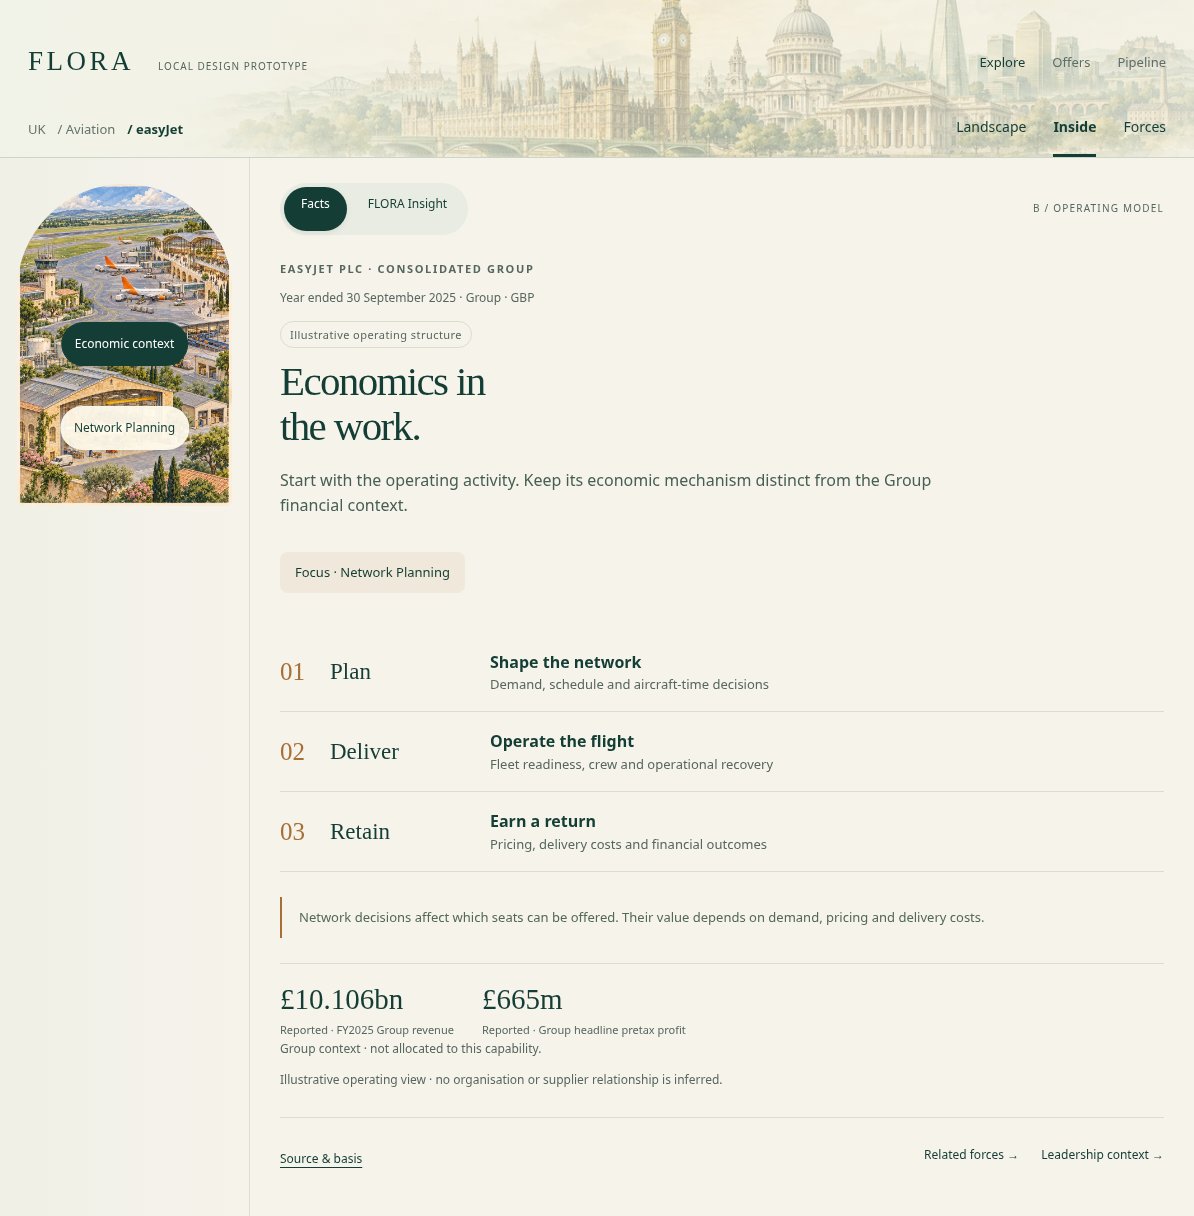 FLORA
LOCAL DESIGN PROTOTYPE
Explore
Offers
Pipeline
UK / Aviation / easyJet
Landscape
Inside
Forces
Economic context
Network Planning
Facts
FLORA Insight
B / OPERATING MODEL
EASYJET PLC · CONSOLIDATED GROUP
Year ended 30 September 2025 · Group · GBP
Illustrative operating structure
Economics in
the work.
Start with the operating activity. Keep its economic mechanism distinct from the Group
financial context.
Focus · Network Planning
01 Plan
Shape the network
Demand, schedule and aircraft-time decisions
02 Deliver
Operate the flight
Fleet readiness, crew and operational recovery
03 Retain
Earn a return
Pricing, delivery costs and financial outcomes
Network decisions affect which seats can be offered. Their value depends on demand, pricing and delivery costs.
£10.106bn
Reported · FY2025 Group revenue
£665m
Reported · Group headline pretax profit
Group context · not allocated to this capability.
Illustrative operating view · no organisation or supplier relationship is inferred.
Source & basis
Related forces →
Leadership context →